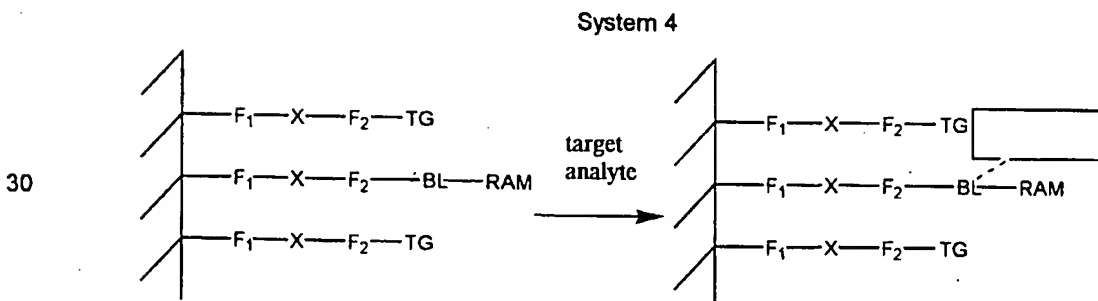 System 4
F₁—X—F₂—TG F₁—X—F₂—TG
30 F₁—X—F₂—BL—RAM target analyte F₁—X—F₂—BL—RAM
F₁—X—F₂—TG F₁—X—F₂—TG